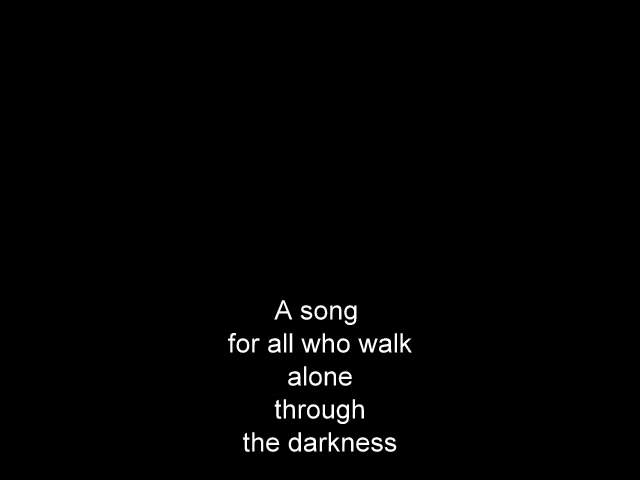 A song
for all who walk
alone
through
the darkness